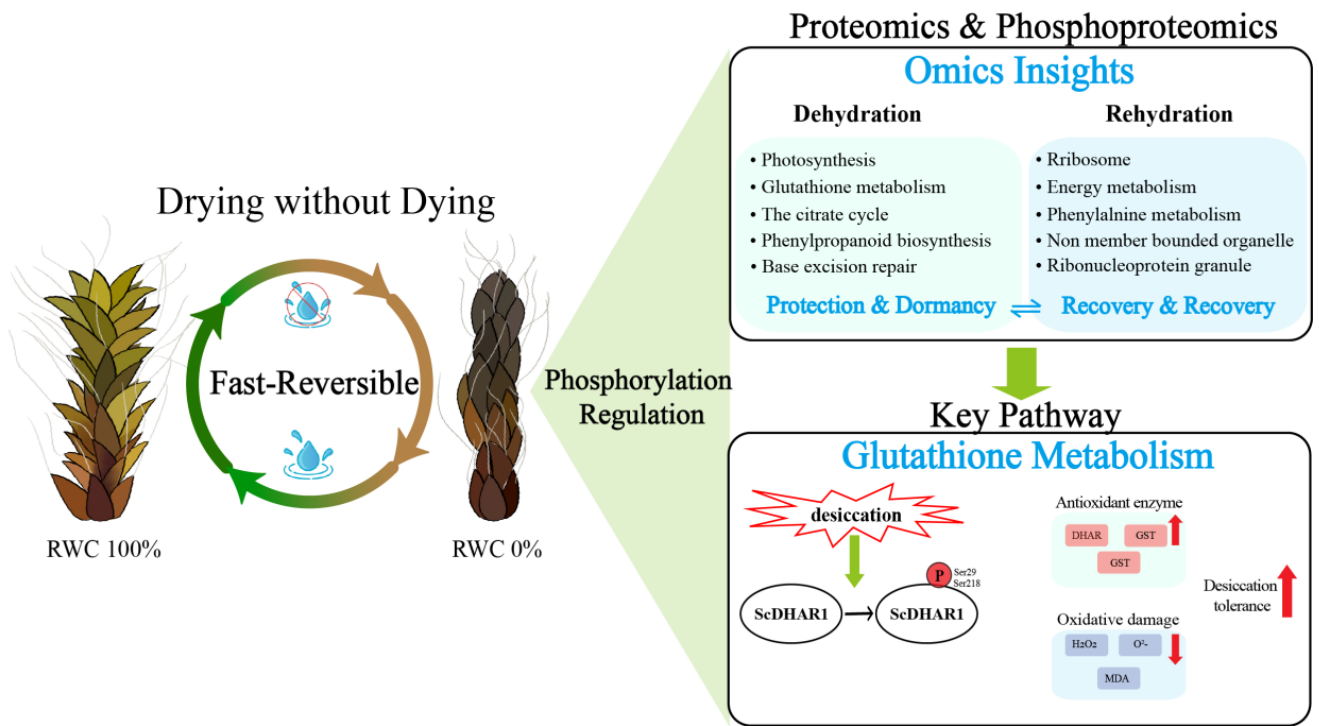 Drying without Dying
Fast-Reversible
RWC 100%
RWC 0%
Phosphorylation
Regulation
Proteomics & Phosphoproteomics
Omics Insights
Dehydration
• Photosynthesis
• Glutathione metabolism
• The citrate cycle
• Phenylpropanoid biosynthesis
• Base excision repair
Protection & Dormancy
⇌
Rehydration
• Rribosome
• Energy metabolism
• Phenylalnine metabolism
• Non member bounded organelle
• Ribonucleoprotein granule
Recovery & Recovery
Key Pathway
Glutathione Metabolism
desiccation
P
Ser29
Ser218
ScDHAR1
ScDHAR1
Antioxidant enzyme
DHAR
GST
GST
Oxidative damage
H2O2
O²-
MDA
Desiccation
tolerance